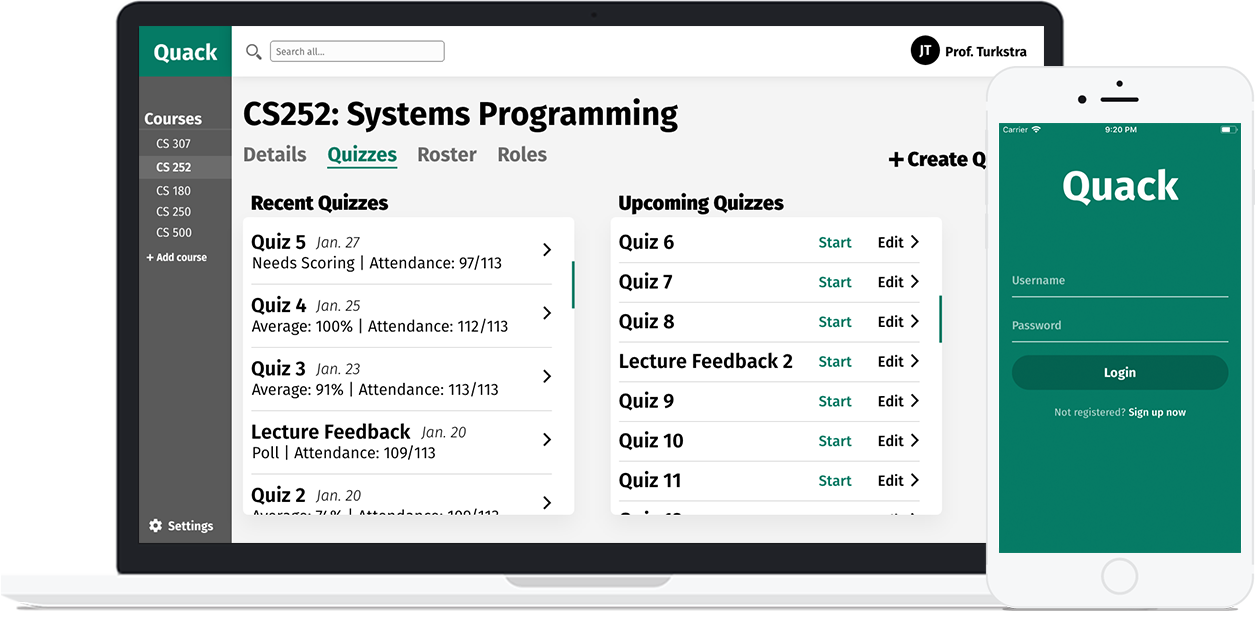 Quack
Search all...
JT Prof. Turkstra
Courses
CS 307
CS 252
CS 180
CS 250
CS 500
+ Add course
Settings
CS252: Systems Programming
Details Quizzes Roster Roles
+ Create Q
Recent Quizzes
Quiz 5 Jan. 27
Needs Scoring | Attendance: 97/113
Quiz 4 Jan. 25
Average: 100% | Attendance: 112/113
Quiz 3 Jan. 23
Average: 91% | Attendance: 113/113
Lecture Feedback Jan. 20
Poll | Attendance: 109/113
Quiz 2 Jan. 20
Upcoming Quizzes
Quiz 6 Start Edit
Quiz 7 Start Edit
Quiz 8 Start Edit
Lecture Feedback 2 Start Edit
Quiz 9 Start Edit
Quiz 10 Start Edit
Quiz 11 Start Edit
Carrier 9:20 PM
Quack
Username
Password
Login
Not registered? Sign up now